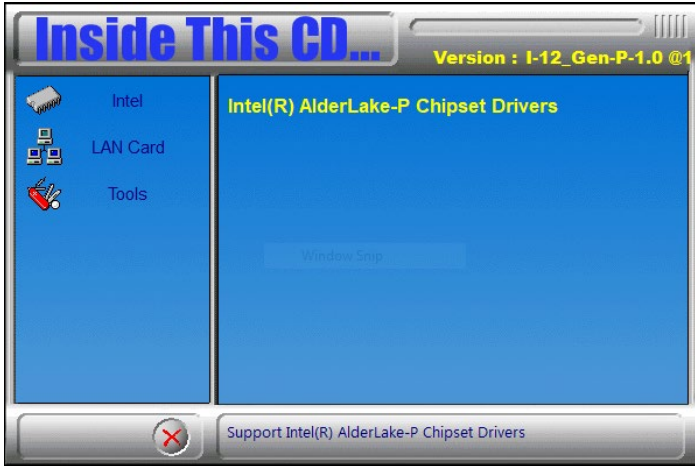 Inside This CD...
Version : I-12_Gen-P-1.0 @1
Intel
LAN Card
Tools
Intel(R) AlderLake-P Chipset Drivers
Window Snip
Support Intel(R) AlderLake-P Chipset Drivers